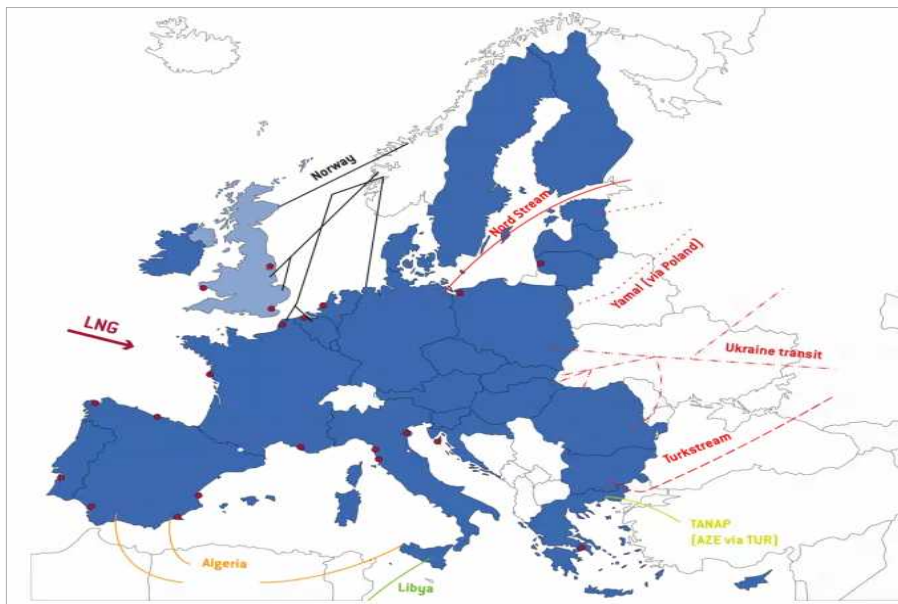 Norway
Nord Stream
Yamal (via Poland)
LNG
Ukraine transit
Turkstream
TANAP
(AZE via TUR)
Algeria
Libya